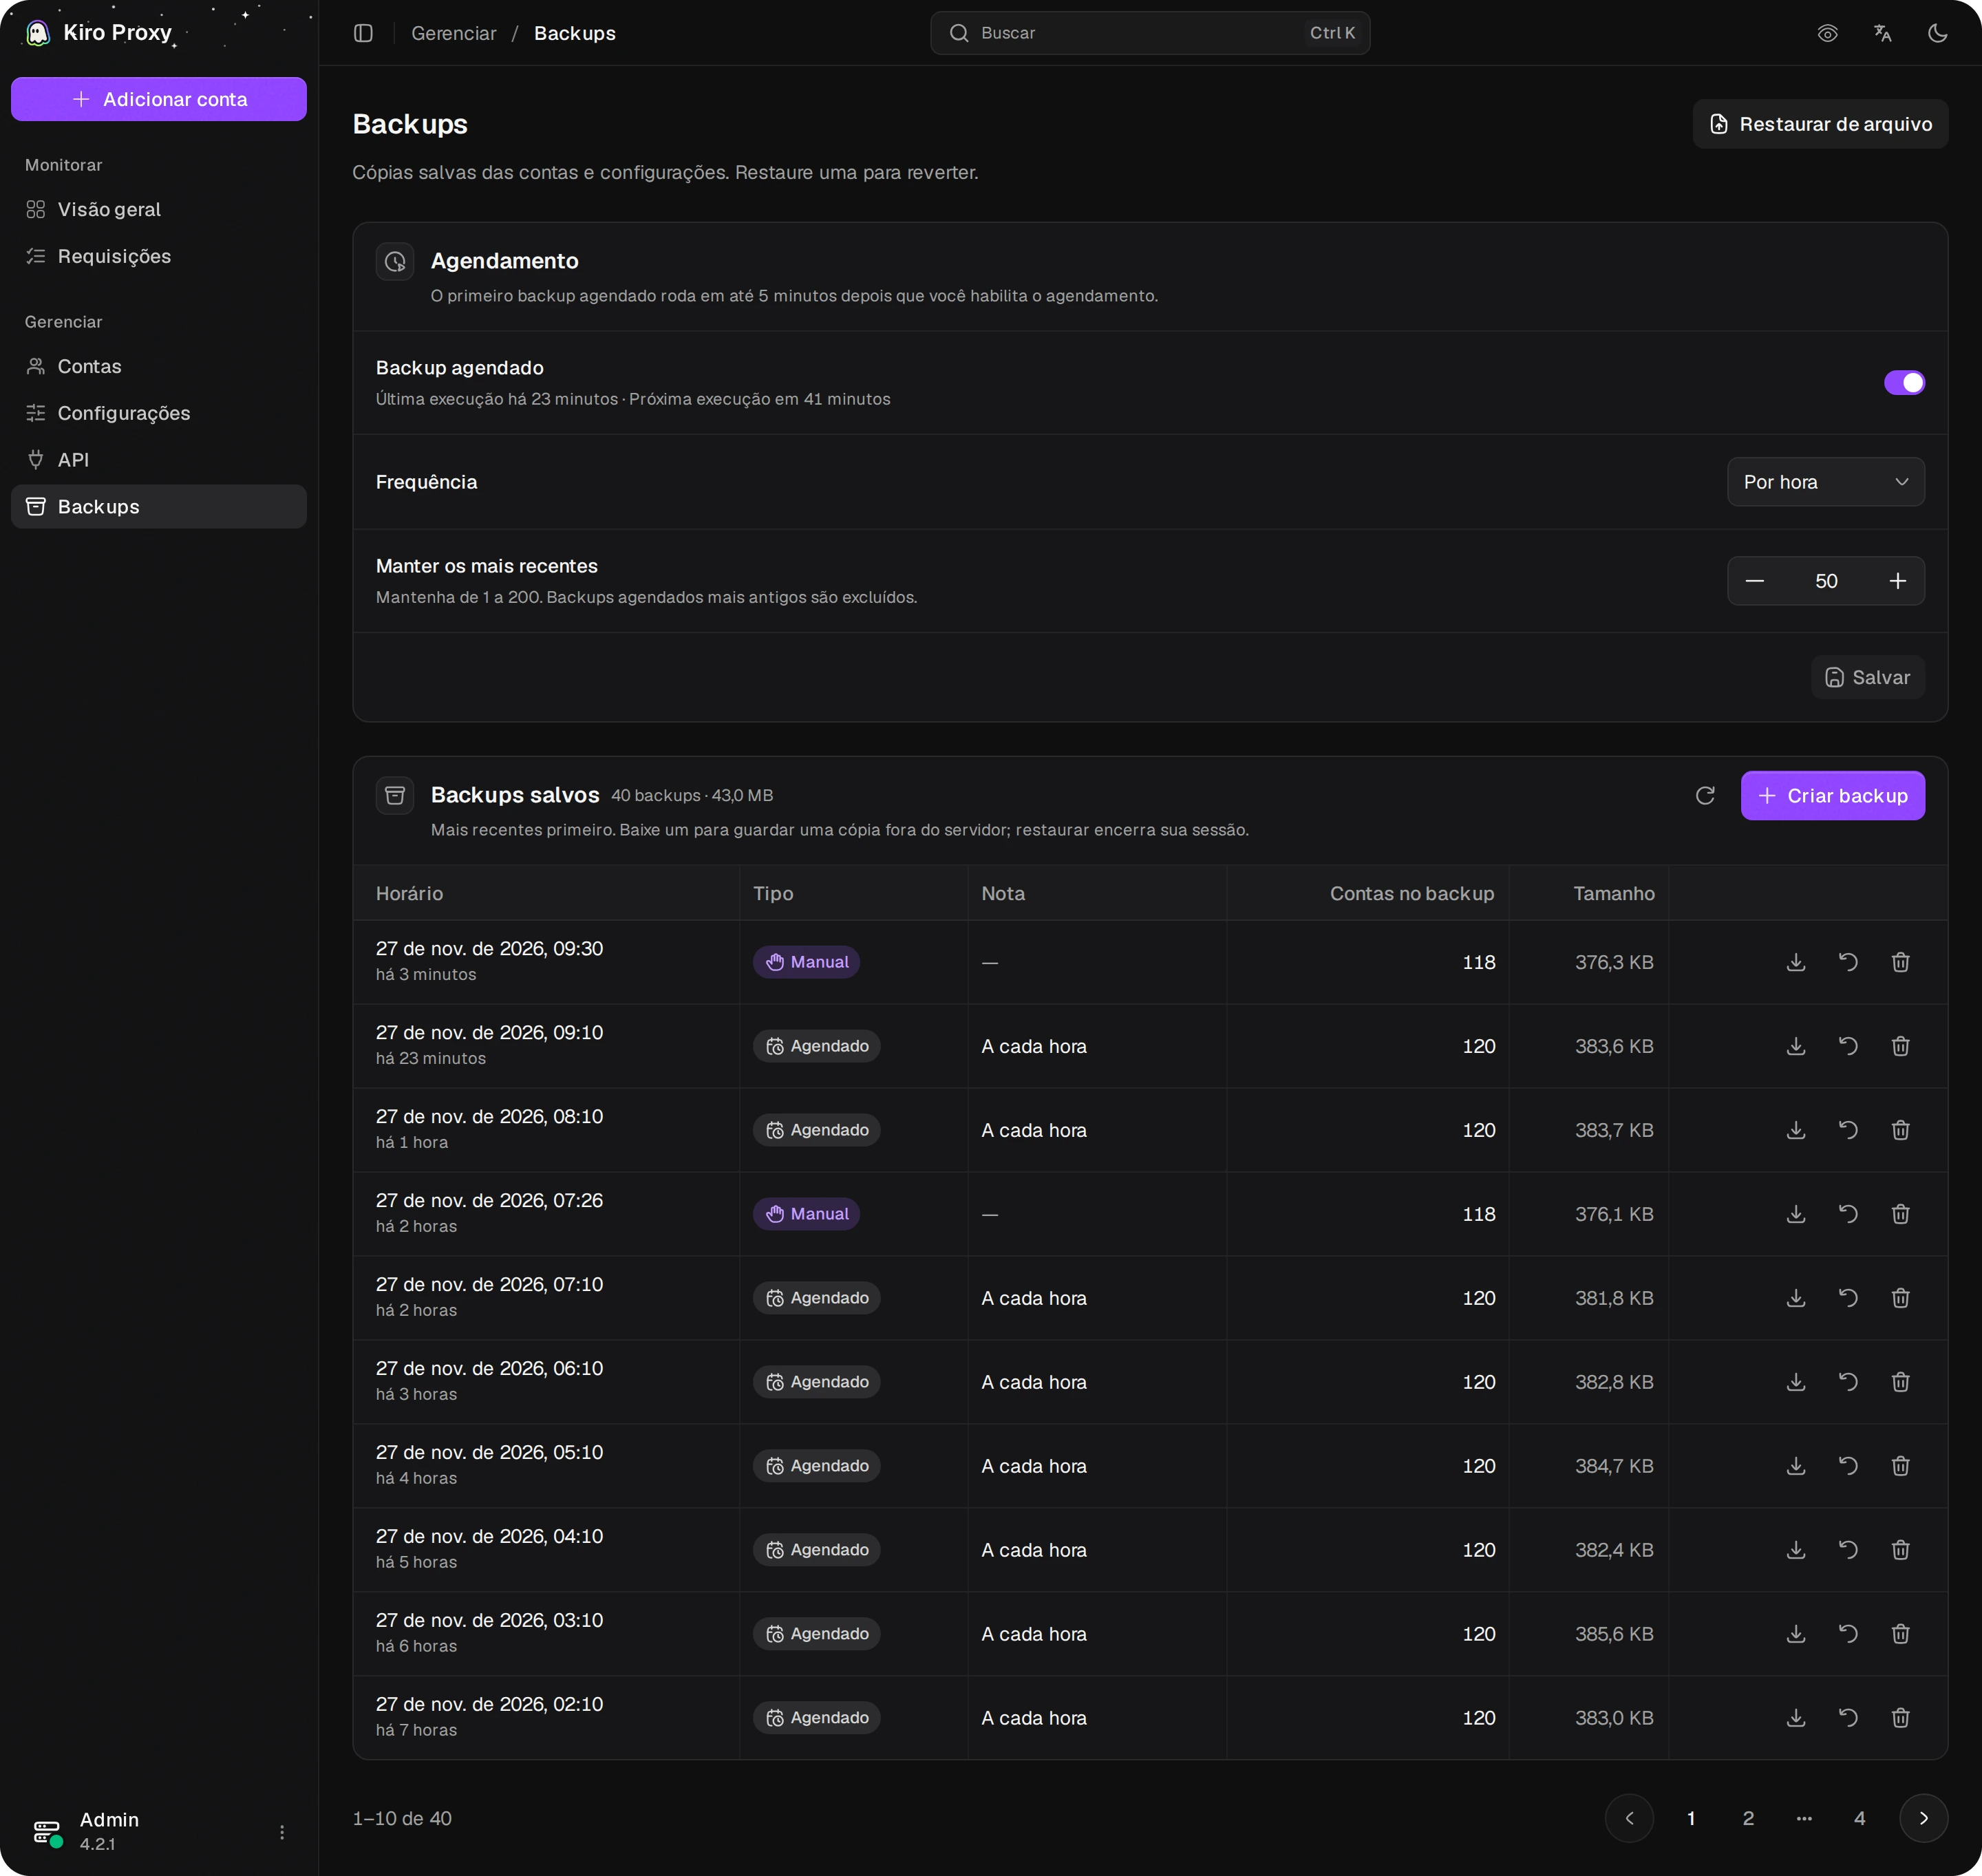 Kiro Proxy
Adicionar conta
Monitorar
Visão geral
Requisições
Gerenciar
Contas
Configurações
API
Backups
Admin
4.2.1
Gerenciar / Backups
Buscar
Ctrl K
Backups
Cópias salvas das contas e configurações. Restaure uma para reverter.
Restaurar de arquivo
Agendamento
O primeiro backup agendado roda em até 5 minutos depois que você habilita o agendamento.
Backup agendado
Última execução há 23 minutos · Próxima execução em 41 minutos
Frequência
Por hora
Manter os mais recentes
Mantenha de 1 a 200. Backups agendados mais antigos são excluídos.
50
Salvar
Backups salvos 40 backups · 43,0 MB
Mais recentes primeiro. Baixe um para guardar uma cópia fora do servidor; restaurar encerra sua sessão.
Criar backup
Horário Tipo Nota Contas no backup Tamanho
27 de nov. de 2026, 09:30
há 3 minutos
Manual — 118 376,3 KB
27 de nov. de 2026, 09:10
há 23 minutos
Agendado A cada hora 120 383,6 KB
27 de nov. de 2026, 08:10
há 1 hora
Agendado A cada hora 120 383,7 KB
27 de nov. de 2026, 07:26
há 2 horas
Manual — 118 376,1 KB
27 de nov. de 2026, 07:10
há 2 horas
Agendado A cada hora 120 381,8 KB
27 de nov. de 2026, 06:10
há 3 horas
Agendado A cada hora 120 382,8 KB
27 de nov. de 2026, 05:10
há 4 horas
Agendado A cada hora 120 384,7 KB
27 de nov. de 2026, 04:10
há 5 horas
Agendado A cada hora 120 382,4 KB
27 de nov. de 2026, 03:10
há 6 horas
Agendado A cada hora 120 385,6 KB
27 de nov. de 2026, 02:10
há 7 horas
Agendado A cada hora 120 383,0 KB
1–10 de 40
1 2 ··· 4